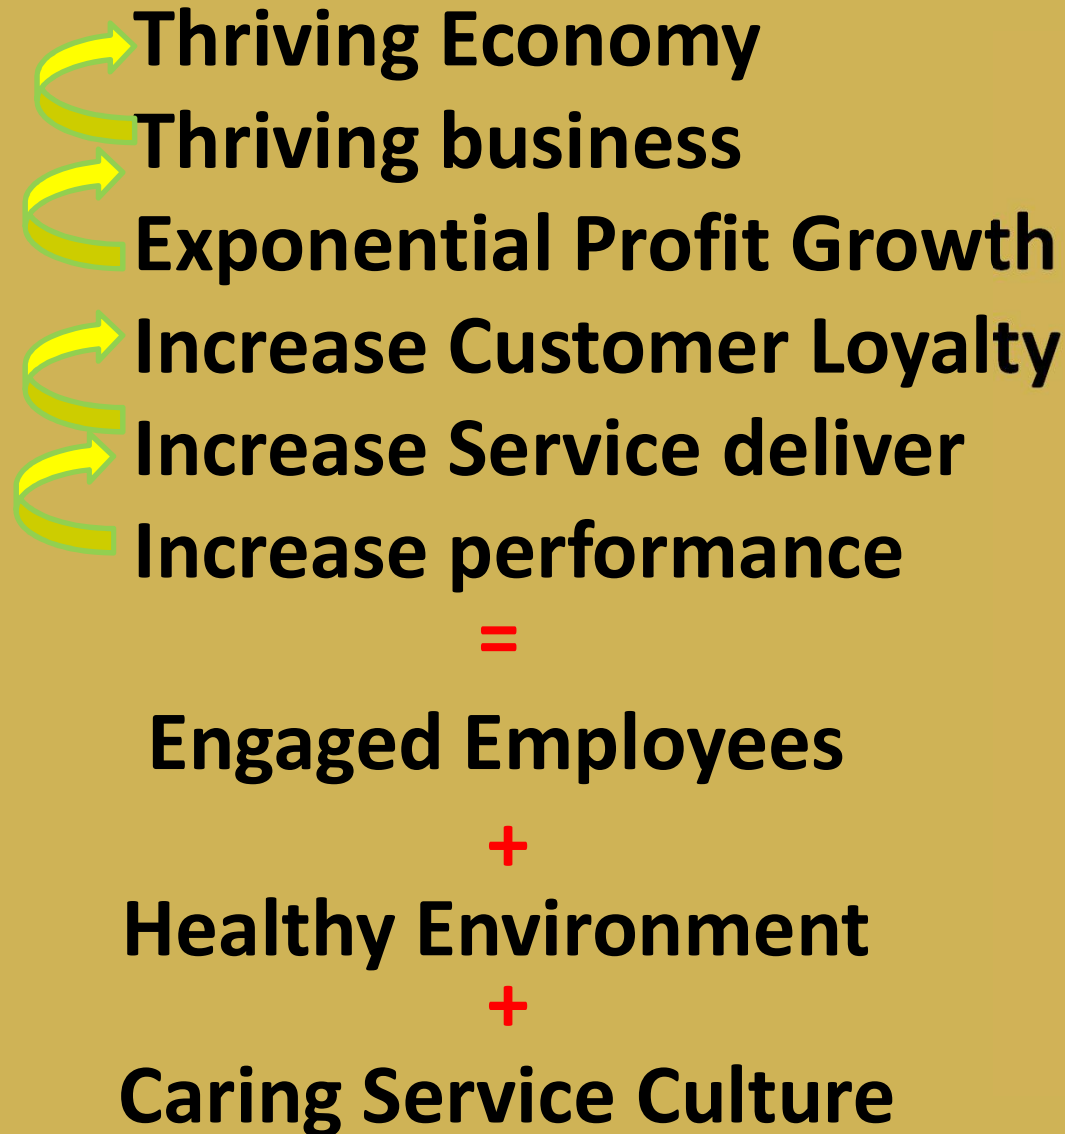 Thriving Economy
Thriving business
Exponential Profit Growth
Increase Customer Loyalty
Increase Service deliver
Increase performance
=
Engaged Employees
+
Healthy Environment
+
Caring Service Culture